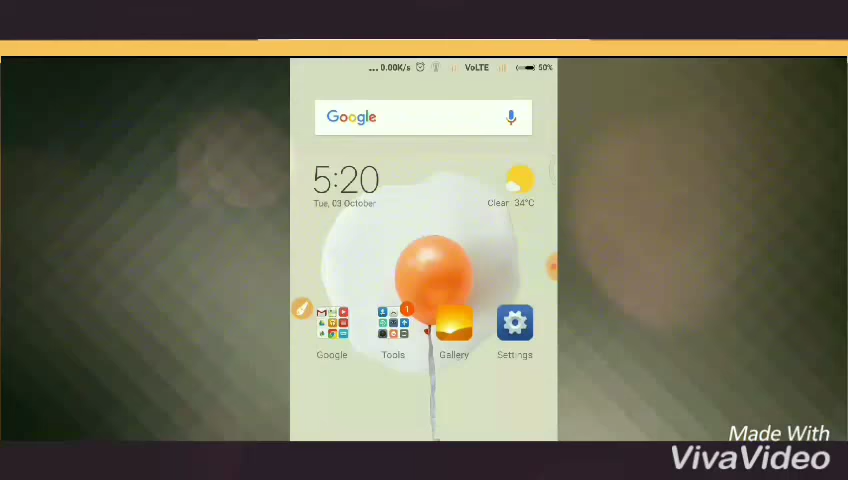 ... 0.00K/s VoLTE 50%
Google
5:20
Tue, 03 October
Clear 34°C
1
Google Tools Gallery Settings
Made With
VivaVideo